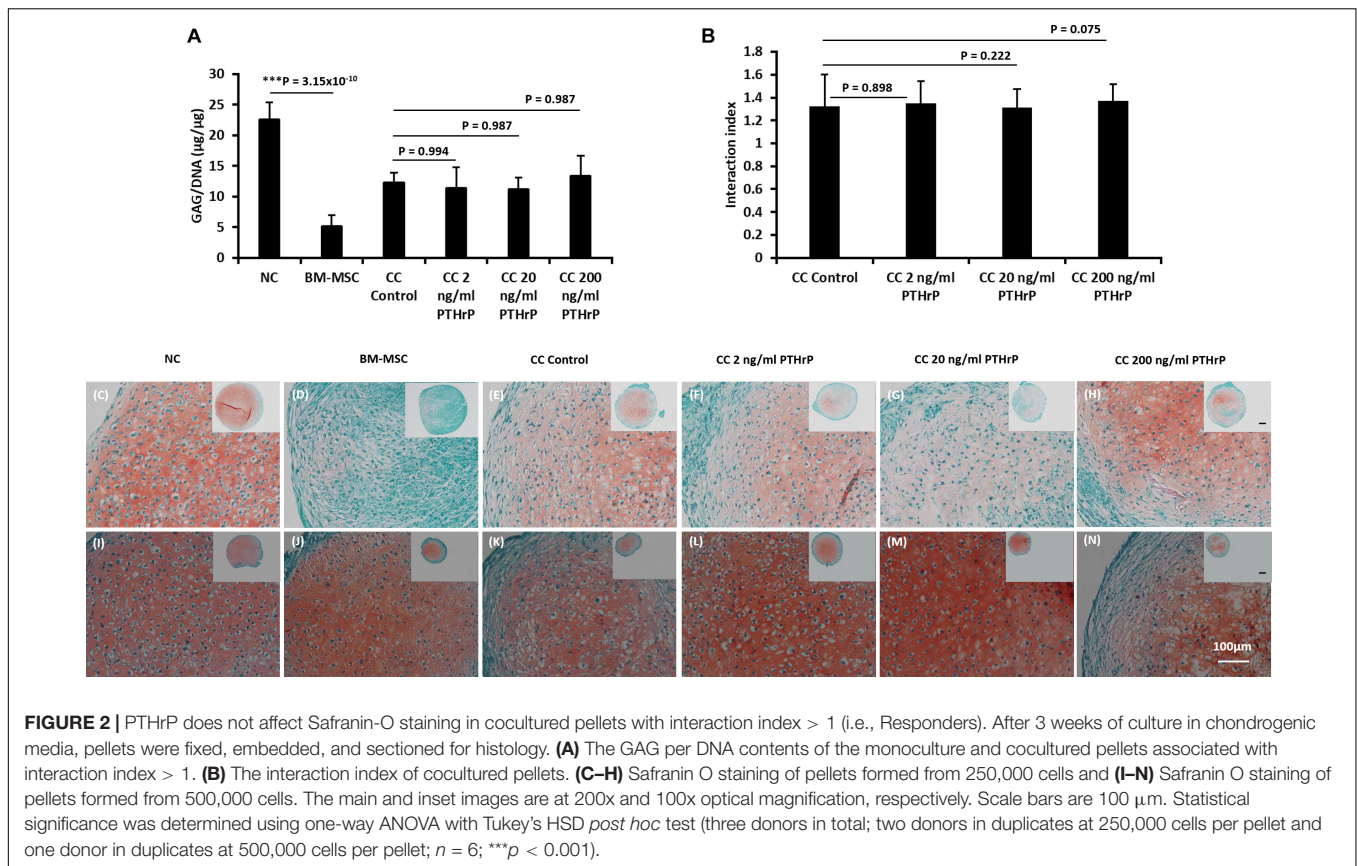 A
***P = 3.15x10⁻¹⁰
P = 0.987
P = 0.987
P = 0.994
GAG/DNA (µg/µg)
30
25
20
15
10
5
0
NC
BM-MSC
CC
Control
CC 2
ng/ml
PTHrP
CC 20
ng/ml
PTHrP
CC 200
ng/ml
PTHrP
B
P = 0.075
P = 0.222
P = 0.898
Interaction index
1.8
1.6
1.4
1.2
1
0.8
0.6
0.4
0.2
0
CC Control
CC 2 ng/ml
PTHrP
CC 20 ng/ml
PTHrP
CC 200 ng/ml
PTHrP
NC
BM-MSC
CC Control
CC 2 ng/ml PTHrP
CC 20 ng/ml PTHrP
CC 200 ng/ml PTHrP
(C)
(D)
(E)
(F)
(G)
(H)
(I)
(J)
(K)
(L)
(M)
(N)
100µm
FIGURE 2 | PTHrP does not affect Safranin-O staining in cocultured pellets with interaction index > 1 (i.e., Responders). After 3 weeks of culture in chondrogenic
media, pellets were fixed, embedded, and sectioned for histology. (A) The GAG per DNA contents of the monoculture and cocultured pellets associated with
interaction index > 1. (B) The interaction index of cocultured pellets. (C–H) Safranin O staining of pellets formed from 250,000 cells and (I–N) Safranin O staining of
pellets formed from 500,000 cells. The main and inset images are at 200x and 100x optical magnification, respectively. Scale bars are 100 µm. Statistical
significance was determined using one-way ANOVA with Tukey's HSD post hoc test (three donors in total; two donors in duplicates at 250,000 cells per pellet and
one donor in duplicates at 500,000 cells per pellet; n = 6; ***p < 0.001).